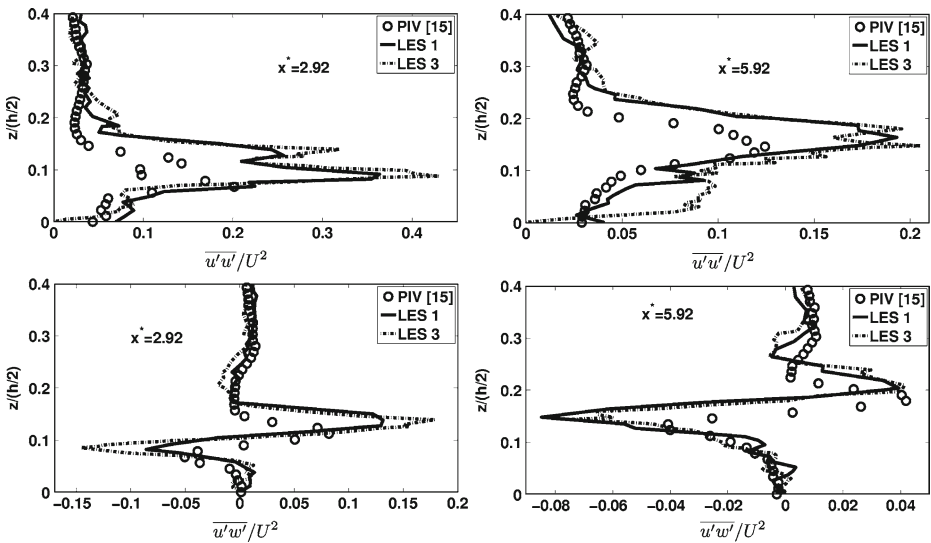 PIV [15]
LES 1
LES 3
x*=2.92
z/(h/2)
0.4
0.3
0.2
0.1
0
0 0.1 0.2 0.3 0.4
u'u'/U²
PIV [15]
LES 1
LES 3
x*=5.92
z/(h/2)
0.4
0.3
0.2
0.1
0
0 0.05 0.1 0.15 0.2
u'u'/U²
PIV [15]
LES 1
LES 3
x*=2.92
z/(h/2)
0.4
0.3
0.2
0.1
0
−0.15 −0.1 −0.05 0 0.05 0.1 0.15 0.2
u'w'/U²
PIV [15]
LES 1
LES 3
x*=5.92
z/(h/2)
0.4
0.3
0.2
0.1
0
−0.08 −0.06 −0.04 −0.02 0 0.02 0.04
u'w'/U²